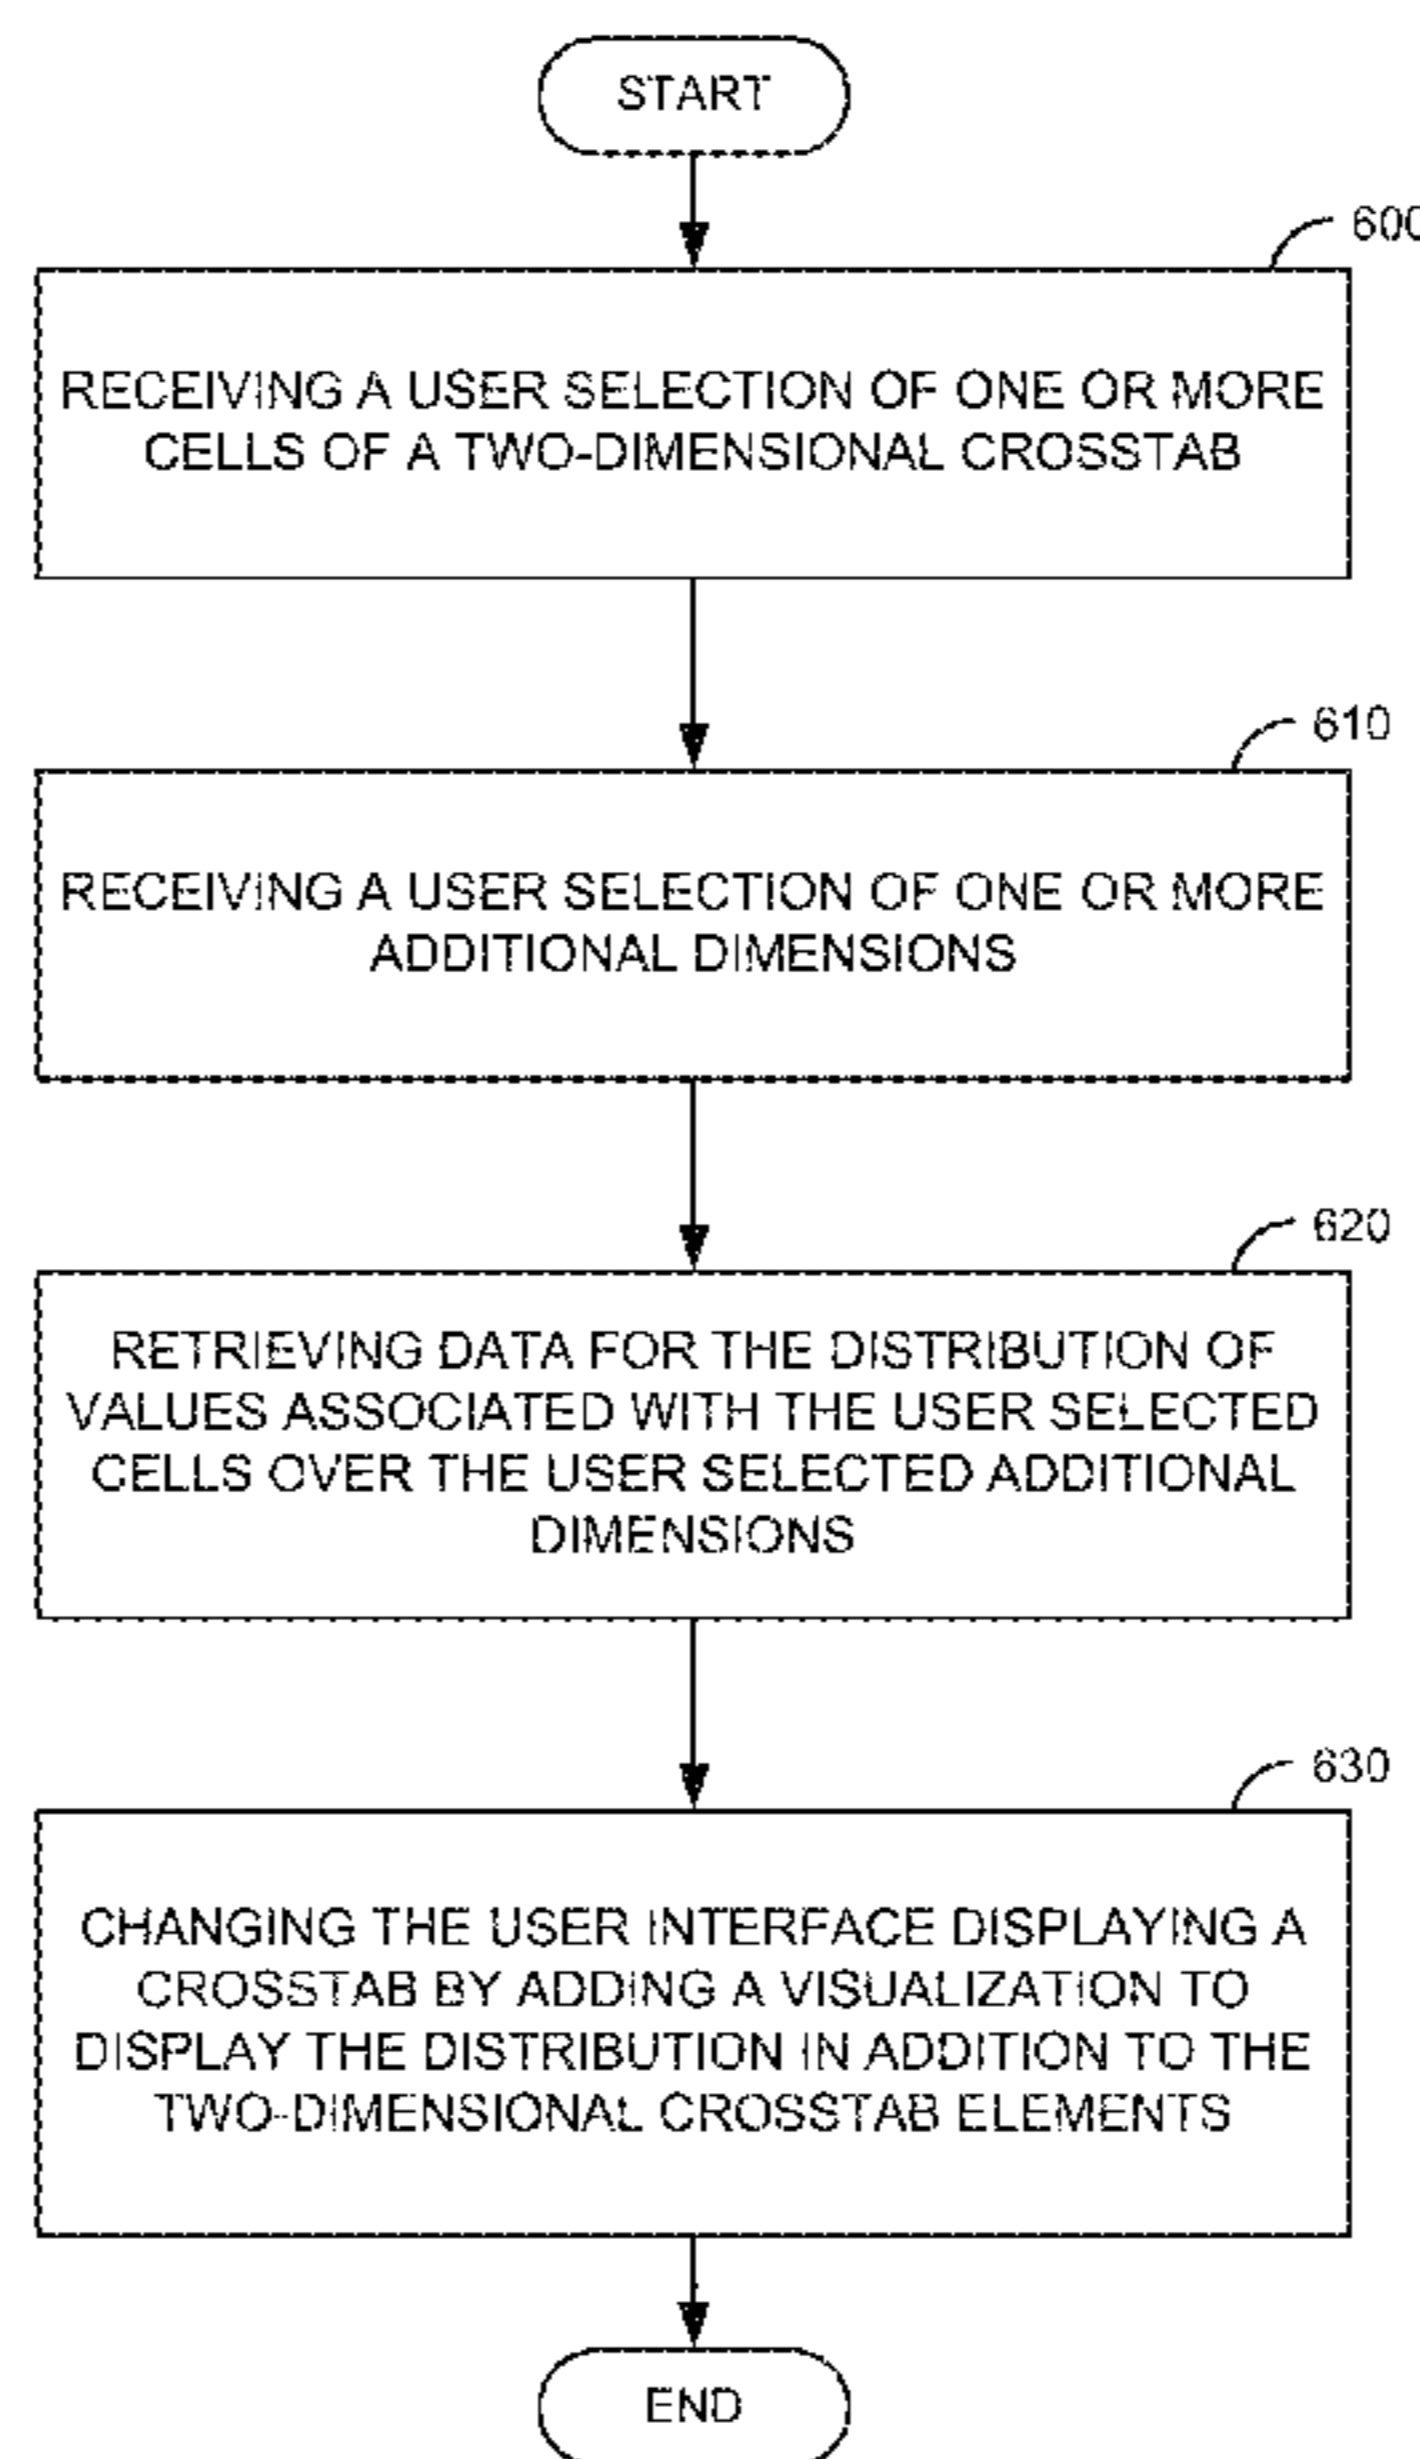 START
600
RECEIVING A USER SELECTION OF ONE OR MORE
CELLS OF A TWO-DIMENSIONAL CROSSTAB
610
RECEIVING A USER SELECTION OF ONE OR MORE
ADDITIONAL DIMENSIONS
620
RETRIEVING DATA FOR THE DISTRIBUTION OF
VALUES ASSOCIATED WITH THE USER SELECTED
CELLS OVER THE USER SELECTED ADDITIONAL
DIMENSIONS
630
CHANGING THE USER INTERFACE DISPLAYING A
CROSSTAB BY ADDING A VISUALIZATION TO
DISPLAY THE DISTRIBUTION IN ADDITION TO THE
TWO-DIMENSIONAL CROSSTAB ELEMENTS
END